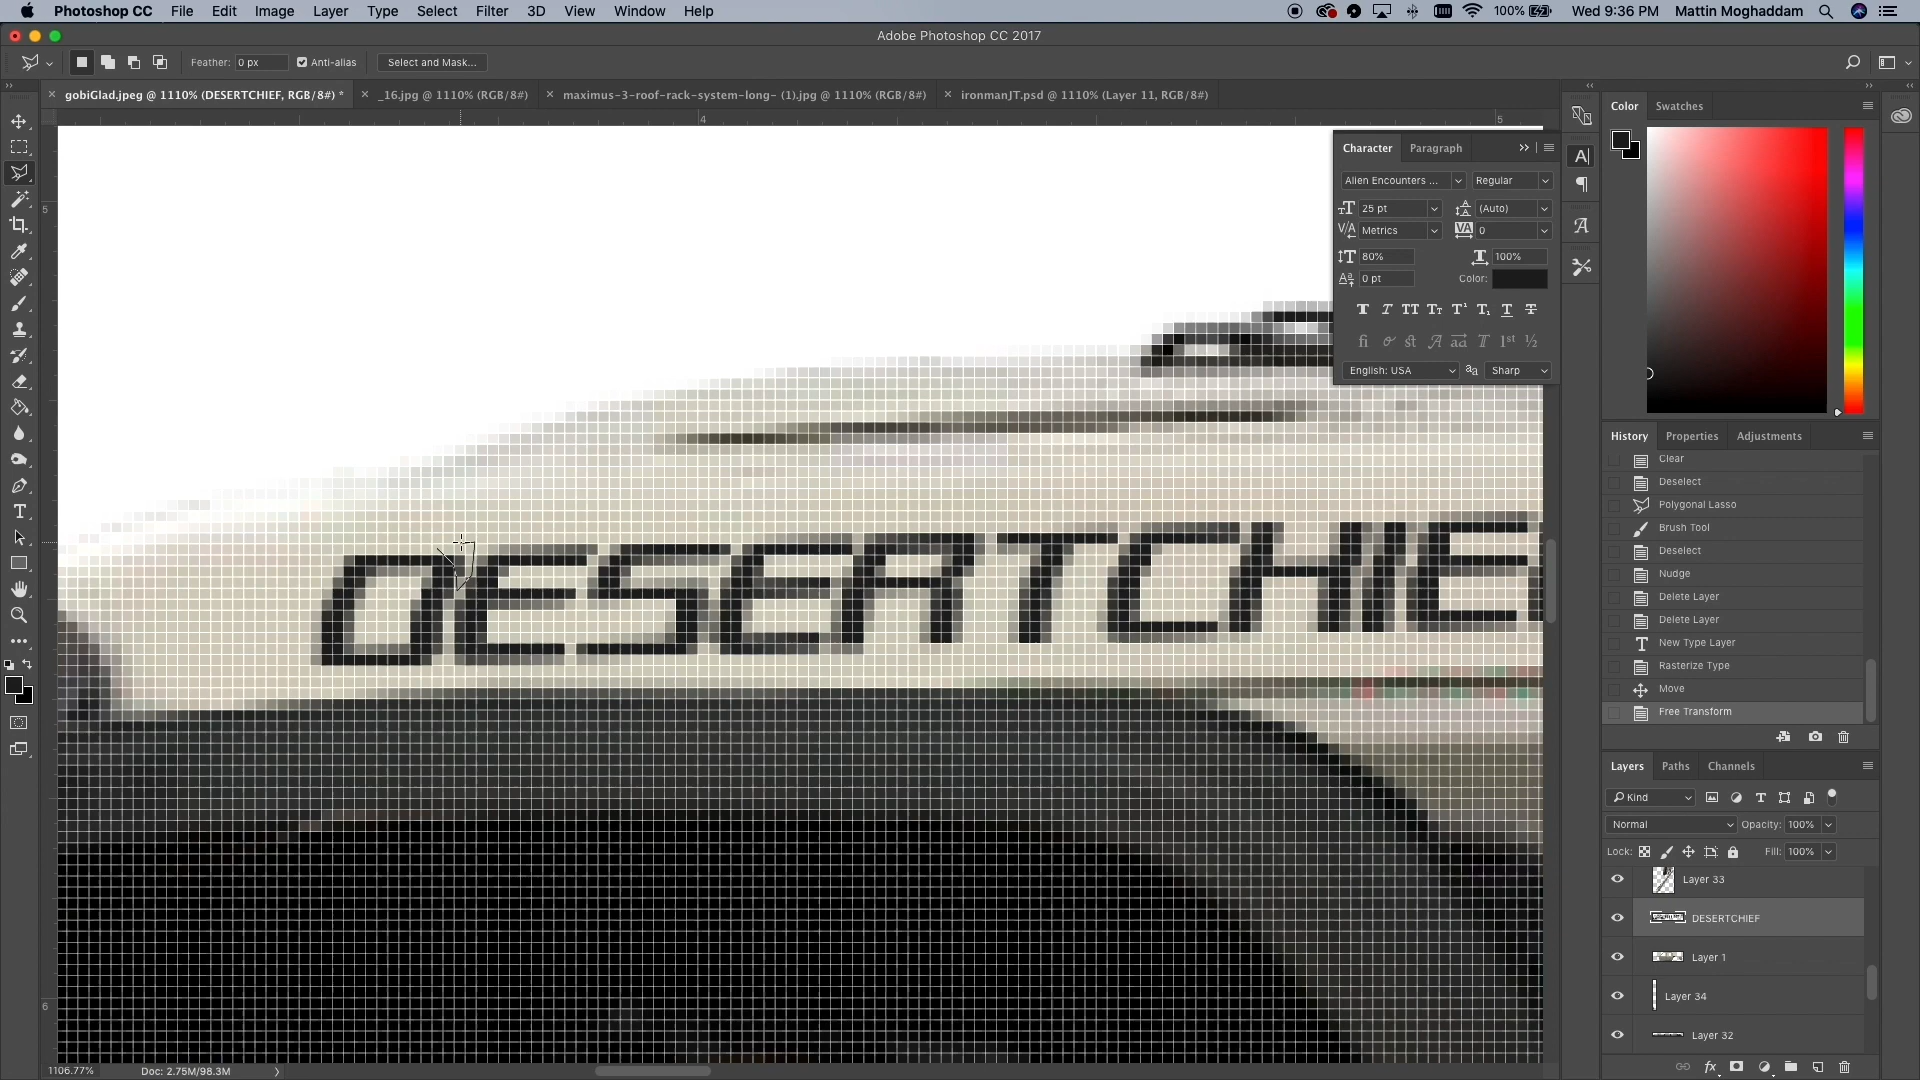 Photoshop CC File Edit Image Layer Type Select Filter 3D View Window Help 100% Wed 9:36 PM Mattin Moghaddam
Adobe Photoshop CC 2017
Feather: 0 px Anti-alias Select and Mask...
gobiGlad.jpeg @ 1110% (DESERTCHIEF, RGB/8#) * _16.jpg @ 1110% (RGB/8#) maximus-3-roof-rack-system-long- (1).jpg @ 1110% (RGB/8#) ironmanJT.psd @ 1110% (Layer 11, RGB/8#)
4 5
5
6
DESERTCHIE
Character Paragraph
Alien Encounters ... Regular
25 pt (Auto)
Metrics 0
80% 100%
0 pt Color:
English: USA Sharp
Color Swatches
History Properties Adjustments
Clear
Deselect
Polygonal Lasso
Brush Tool
Deselect
Nudge
Delete Layer
Delete Layer
New Type Layer
Rasterize Type
Move
Free Transform
Layers Paths Channels
Kind
Normal Opacity: 100%
Lock: Fill: 100%
Layer 33
DESERTCHIEF
Layer 1
Layer 34
Layer 32
1106.77% Doc: 2.75M/98.3M